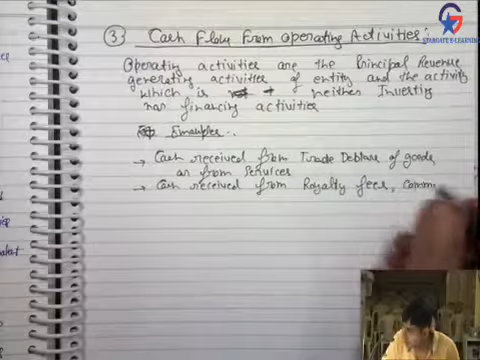 STARGATE E-LEARNING
③ Cash Flow From Operating Activities:
Operating activities are the Principal Revenue
generating activities of entity and the activity
which is neither Investing
nor financing activities
Examples..
→ Cash received from Trade Debtors of goods
or from Services
→ Cash received from Royalty fees, comm